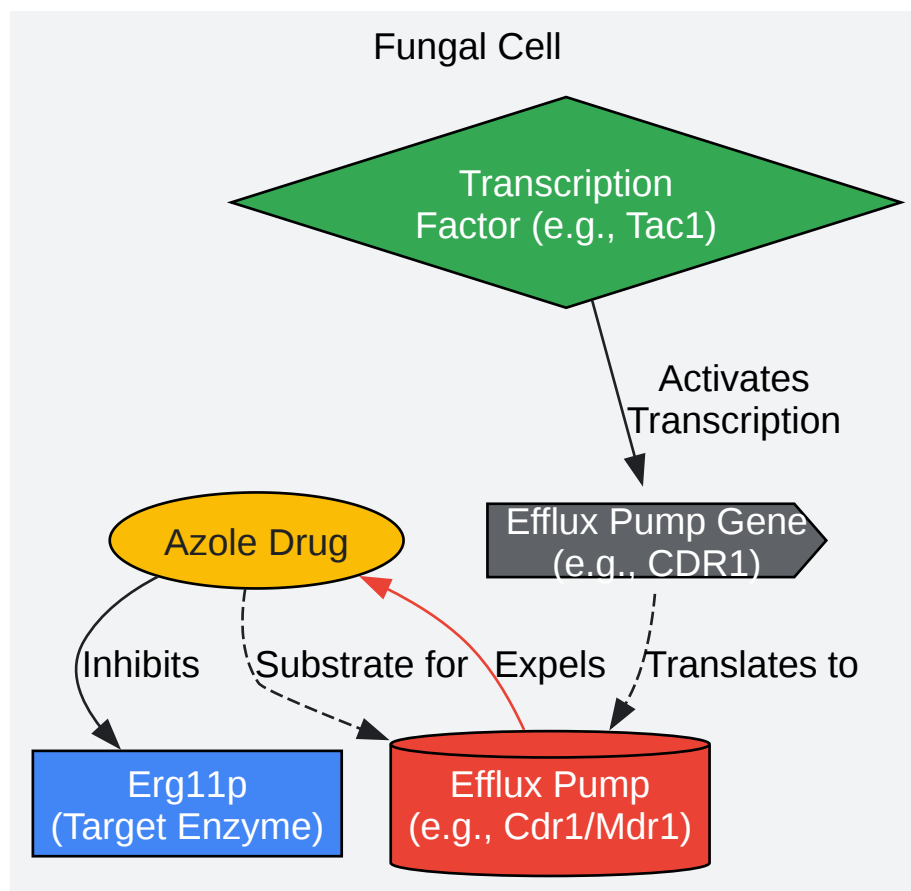 Fungal Cell
Transcription
Factor (e.g., Tac1)
Activates
Transcription
Azole Drug
Efflux Pump Gene
(e.g., CDR1)
Inhibits
Substrate for
Expels
Translates to
Erg11p
(Target Enzyme)
Efflux Pump
(e.g., Cdr1/Mdr1)